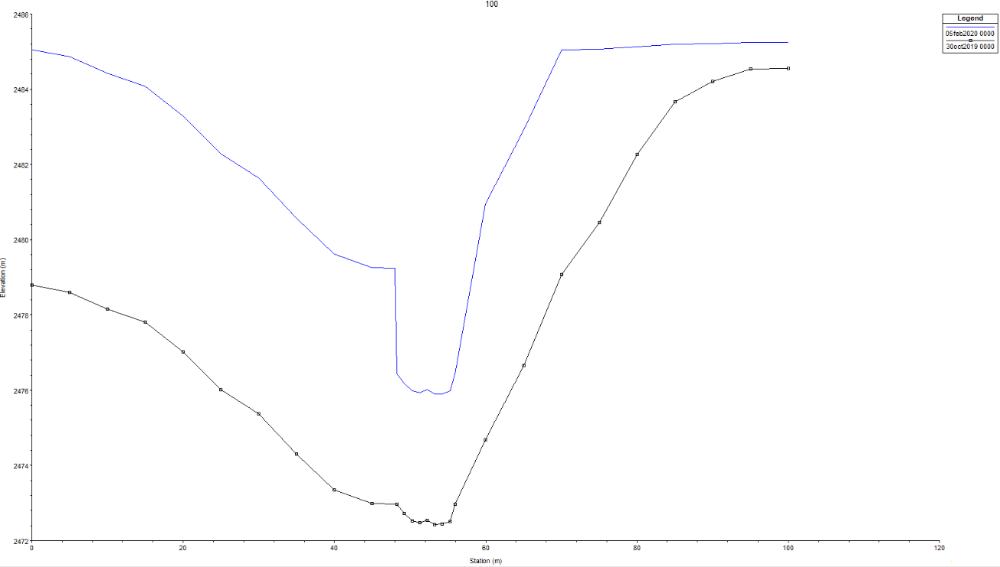 100
Legend
05feb2020 0000
30oct2019 0000
Elevation (m)
2486
2484
2482
2480
2478
2476
2474
2472
0 20 40 60 80 100 120
Station (m)